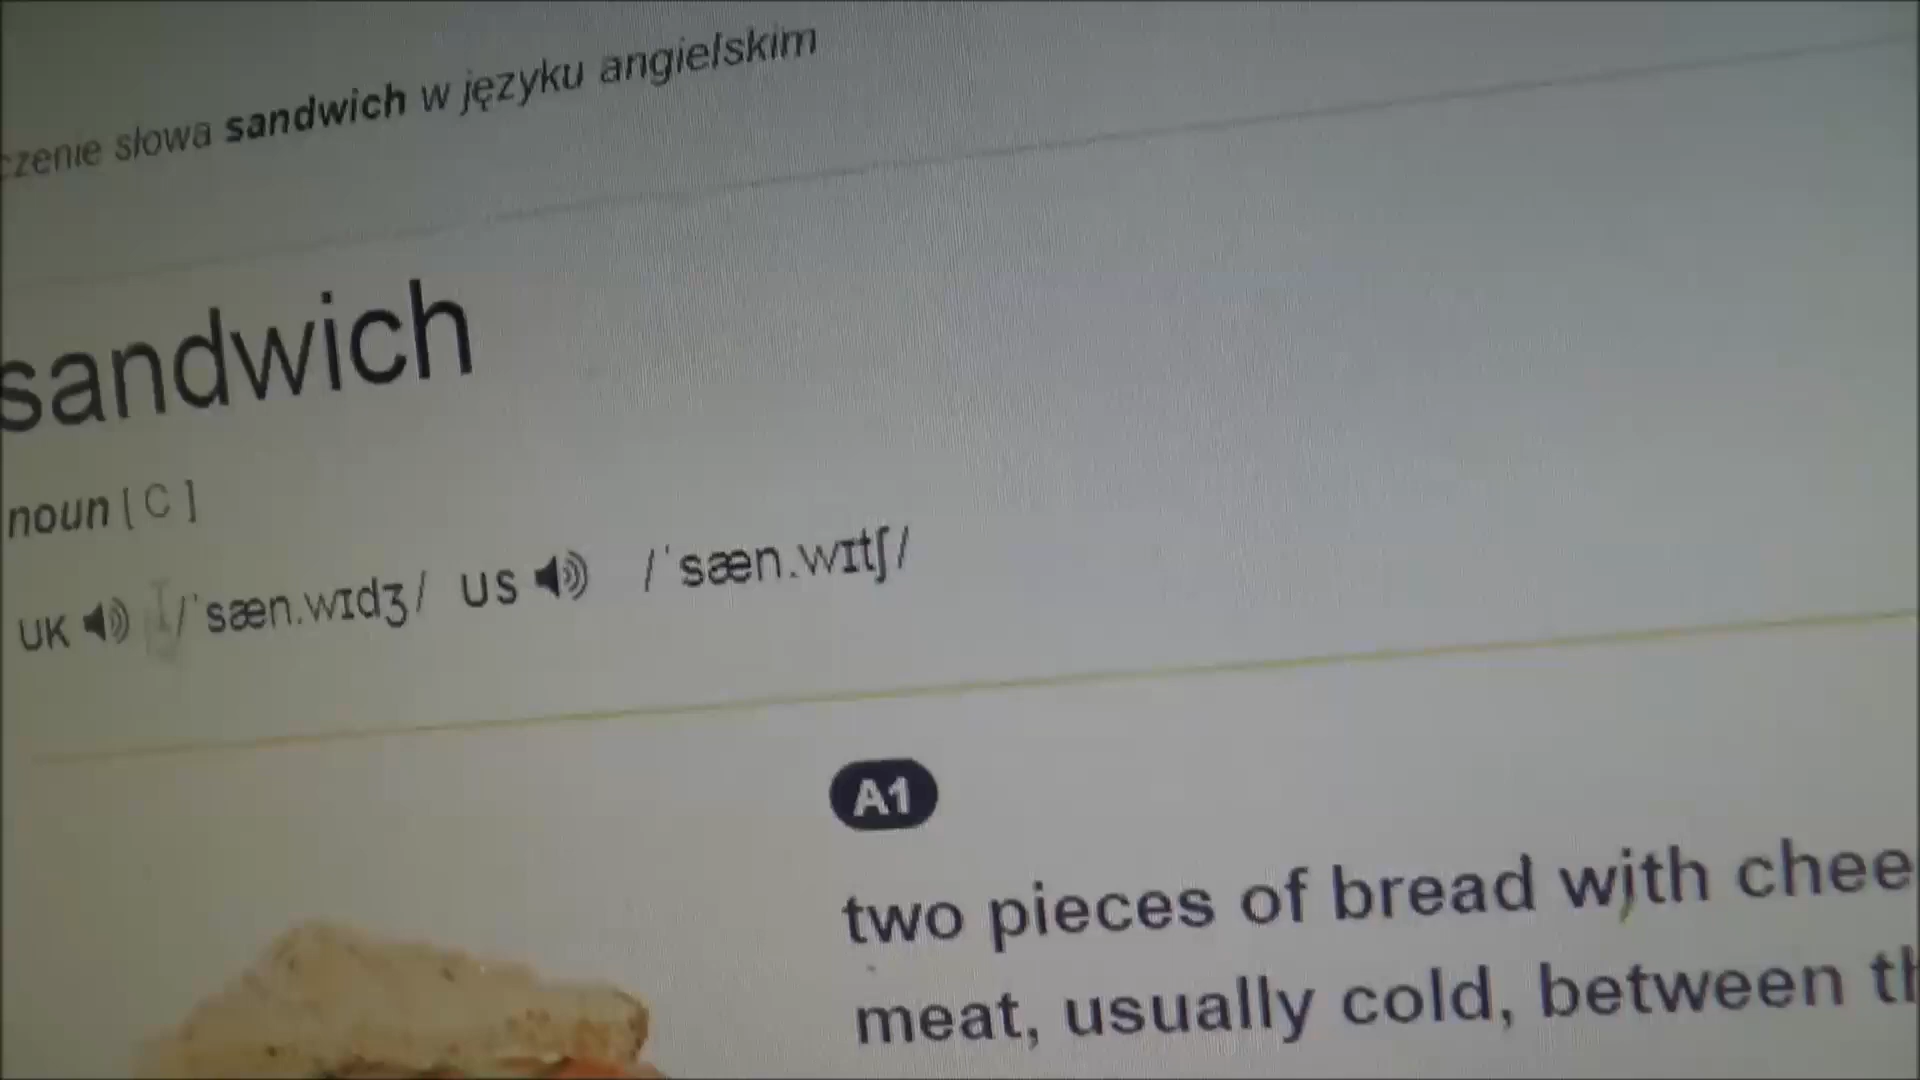 słowa sandwich w języku angielskim
sandwich
noun [ C ]
UK /ˈsæn.wɪdʒ/ US /ˈsæn.wɪtʃ/
A1
two pieces of bread with chee
meat, usually cold, between th